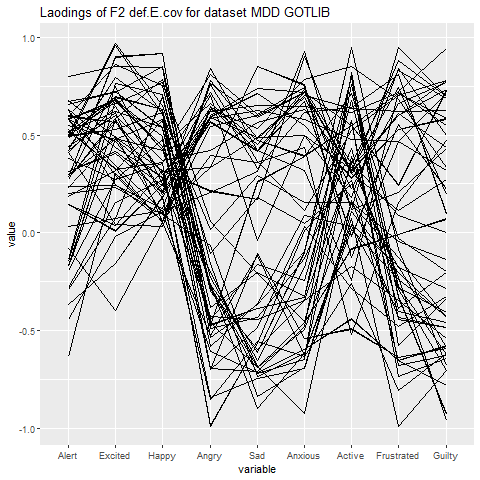 Laodings of F2 def.E.cov for dataset MDD GOTLIB
1.0
0.5
0.0
-0.5
-1.0
value
Alert Excited Happy Angry Sad Anxious Active Frustrated Guilty
variable